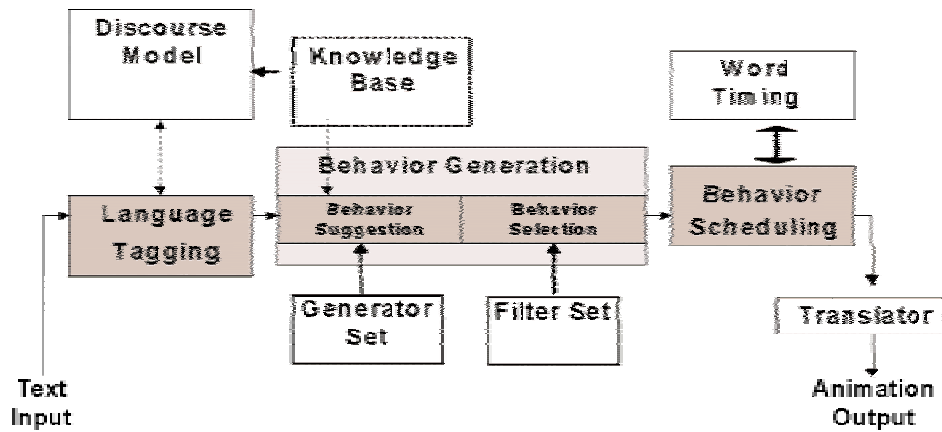 Discourse
Model
Knowledge
Base
Word
Timing
Behavior Generation
Language
Tagging
Behavior
Suggestion
Behavior
Selection
Behavior
Scheduling
Generator
Set
Filter Set
Translator
Text
Input
Animation
Output